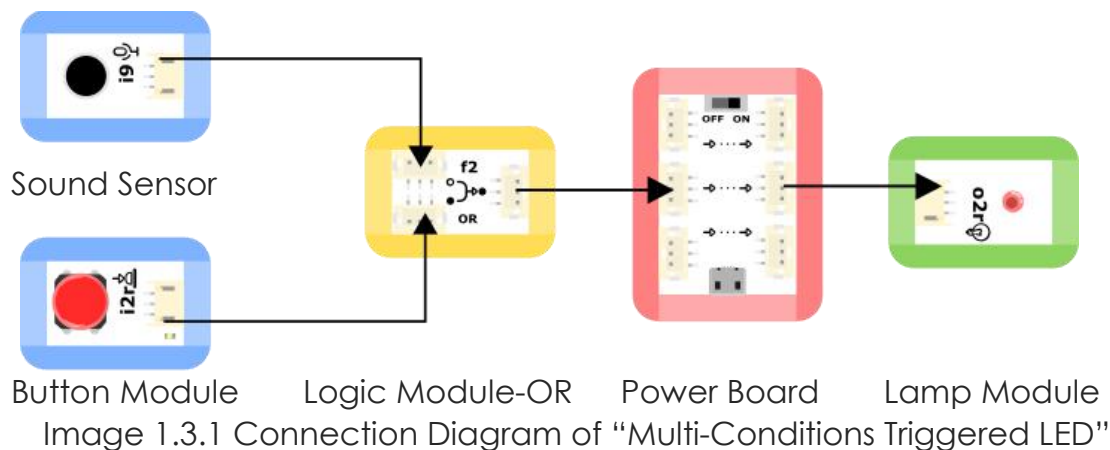 i9
Sound Sensor
i2r
Button Module
f2
OR
Logic Module-OR
OFF ON
Power Board
o2r
Lamp Module
Image 1.3.1 Connection Diagram of “Multi-Conditions Triggered LED”